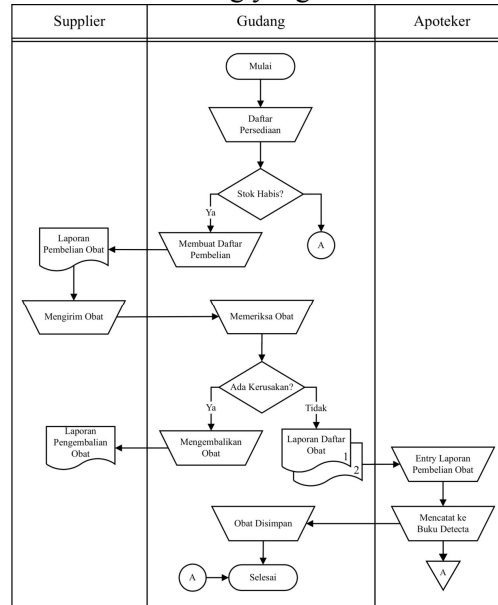 Supplier
Gudang
Apoteker
Mulai
Daftar
Persediaan
Stok Habis?
Ya
A
Laporan
Pembelian Obat
Membuat Daftar
Pembelian
Mengirim Obat
Memeriksa Obat
Ada Kerusakan?
Ya
Tidak
Laporan
Pengembalian
Obat
Mengembalikan
Obat
Laporan Daftar
Obat
1
2
Entry Laporan
Pembelian Obat
Obat Disimpan
Mencatat ke
Buku Detecta
A
Selesai
A